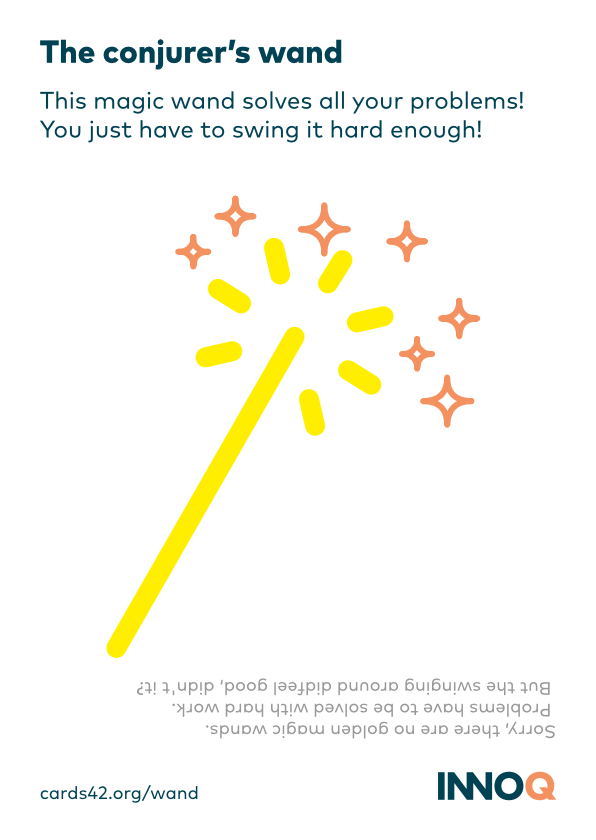 The conjurer's wand
This magic wand solves all your problems!
You just have to swing it hard enough!
Sorry, there are no golden magic wands.
Problems have to be solved with hard work.
But the swinging around didfeel good, didn't it?
cards42.org/wand
INNOQ